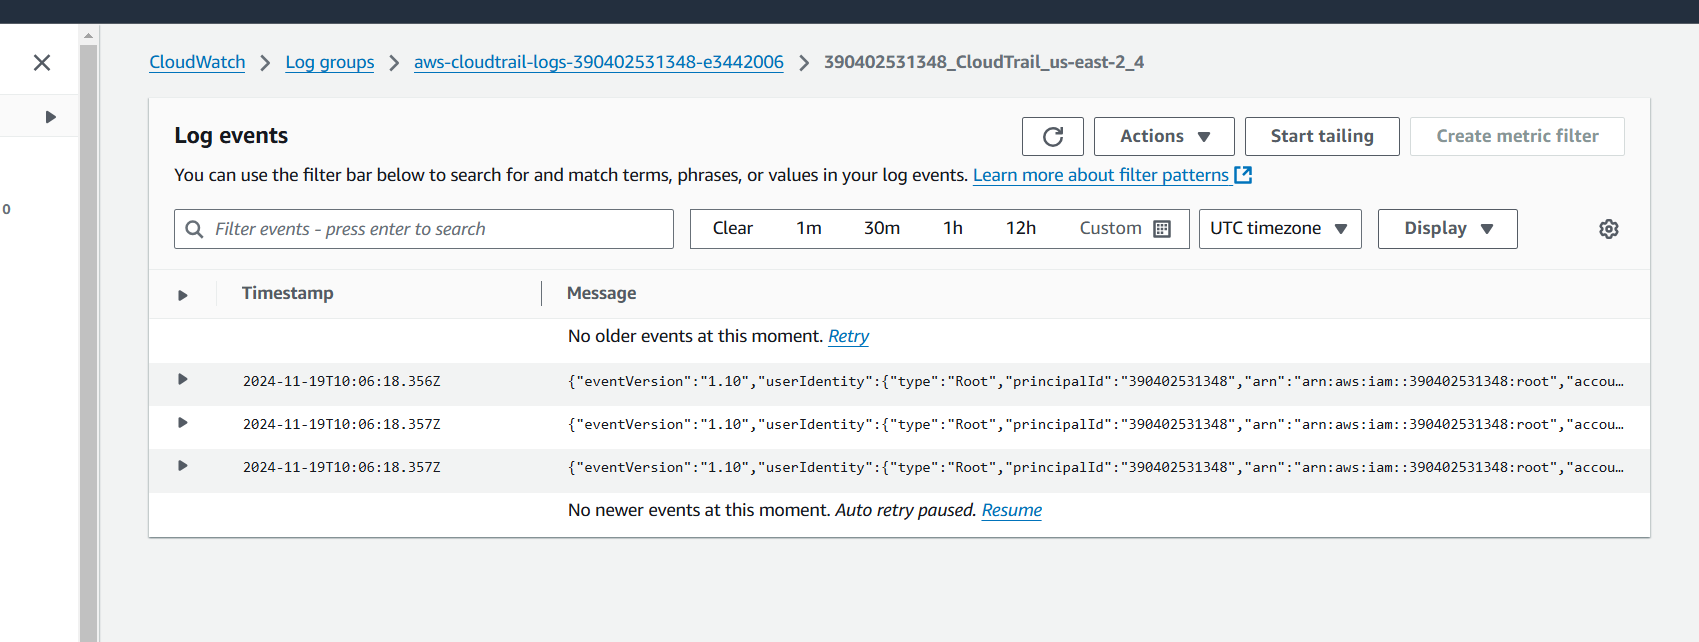 CloudWatch > Log groups > aws-cloudtrail-logs-390402531348-e3442006 > 390402531348_CloudTrail_us-east-2_4
Log events
Actions Start tailing Create metric filter
You can use the filter bar below to search for and match terms, phrases, or values in your log events. Learn more about filter patterns
0
Filter events - press enter to search Clear 1m 30m 1h 12h Custom UTC timezone Display
Timestamp Message
No older events at this moment. Retry
2024-11-19T10:06:18.356Z {"eventVersion":"1.10","userIdentity":{"type":"Root","principalId":"390402531348","arn":"arn:aws:iam::390402531348:root","accou…
2024-11-19T10:06:18.357Z {"eventVersion":"1.10","userIdentity":{"type":"Root","principalId":"390402531348","arn":"arn:aws:iam::390402531348:root","accou…
2024-11-19T10:06:18.357Z {"eventVersion":"1.10","userIdentity":{"type":"Root","principalId":"390402531348","arn":"arn:aws:iam::390402531348:root","accou…
No newer events at this moment. Auto retry paused. Resume